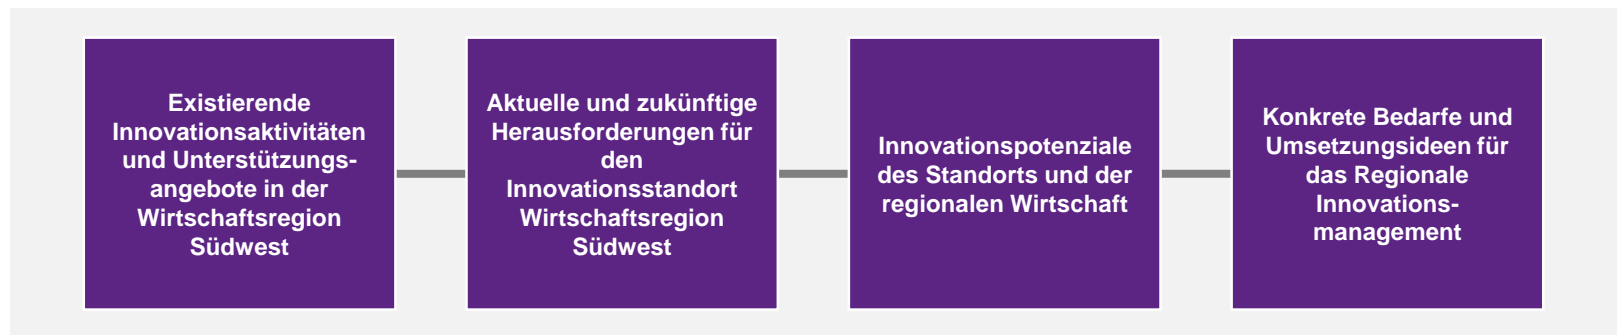 Existierende
Innovationsaktivitäten
und Unterstützungs-
angebote in der
Wirtschaftsregion
Südwest
Aktuelle und zukünftige
Herausforderungen für
den
Innovationsstandort
Wirtschaftsregion
Südwest
Innovationspotenziale
des Standorts und der
regionalen Wirtschaft
Konkrete Bedarfe und
Umsetzungsideen für
das Regionale
Innovations-
management